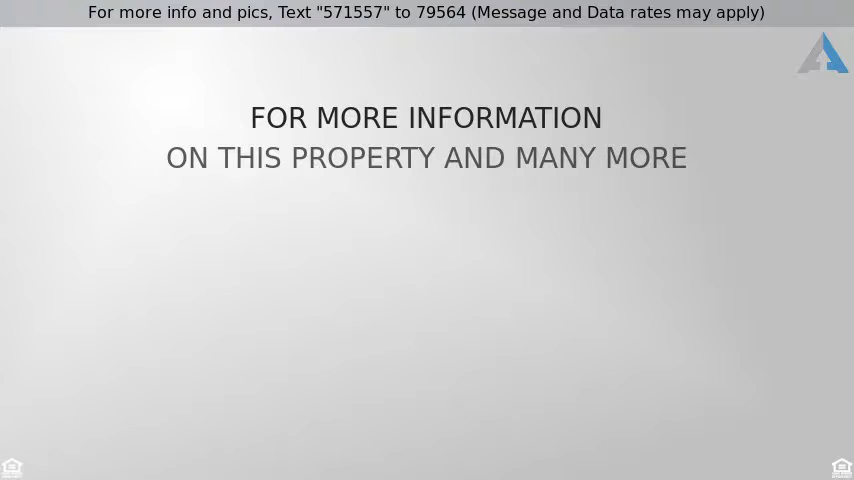 For more info and pics, Text "571557" to 79564 (Message and Data rates may apply)
FOR MORE INFORMATION
ON THIS PROPERTY AND MANY MORE